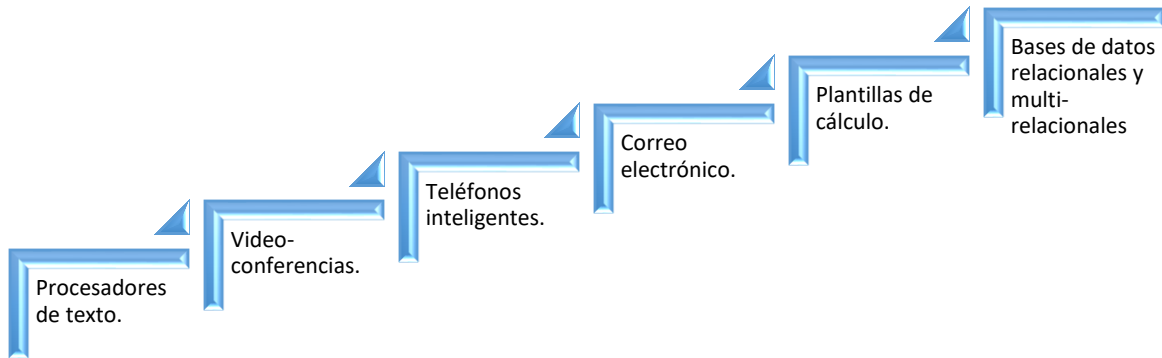 Procesadores
de texto.
Video-
conferencias.
Teléfonos
inteligentes.
Correo
electrónico.
Plantillas de
cálculo.
Bases de datos
relacionales y
multi-
relacionales